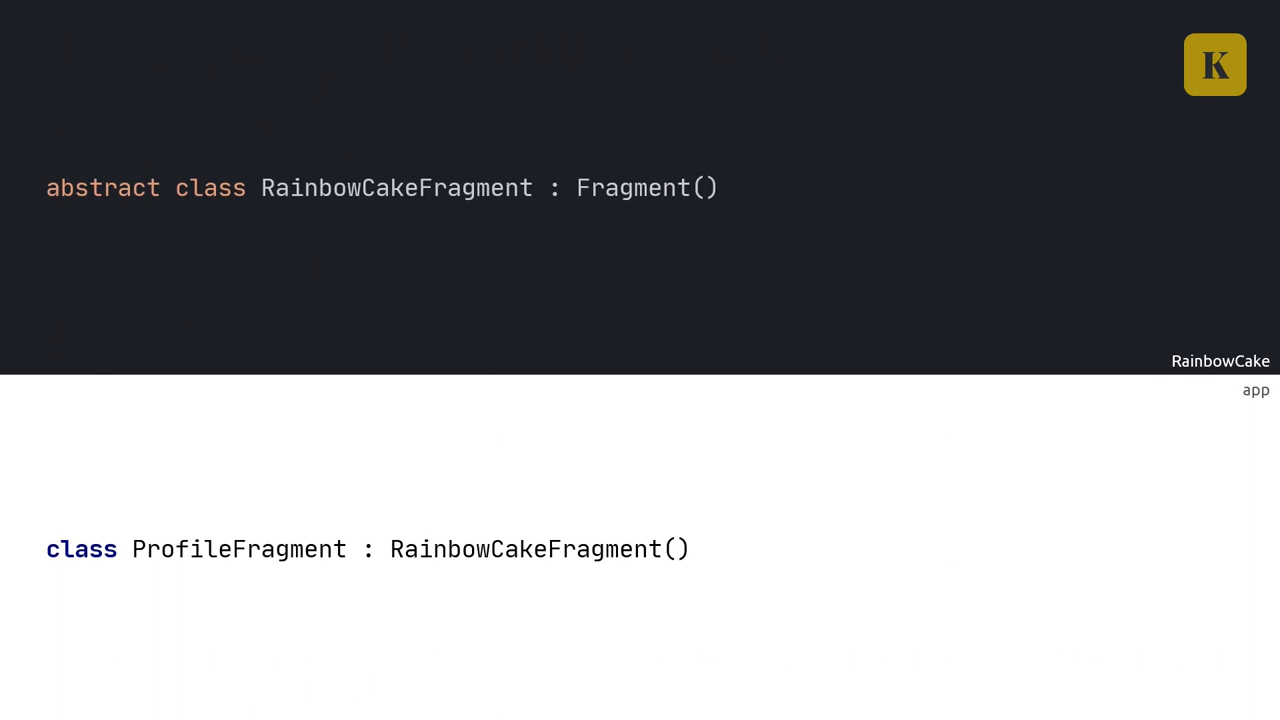 K
abstract class RainbowCakeFragment : Fragment()
RainbowCake
app
class ProfileFragment : RainbowCakeFragment()